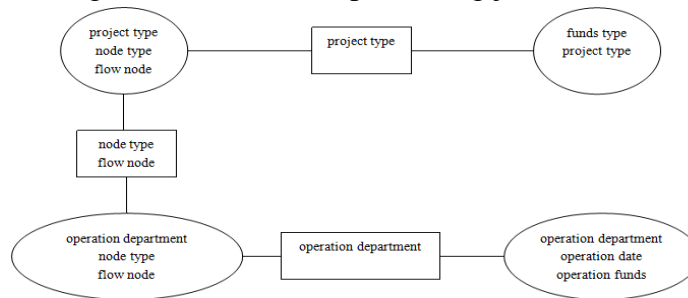 project type
node type
flow node
project type
funds type
project type
node type
flow node
operation department
node type
flow node
operation department
operation department
operation date
operation funds